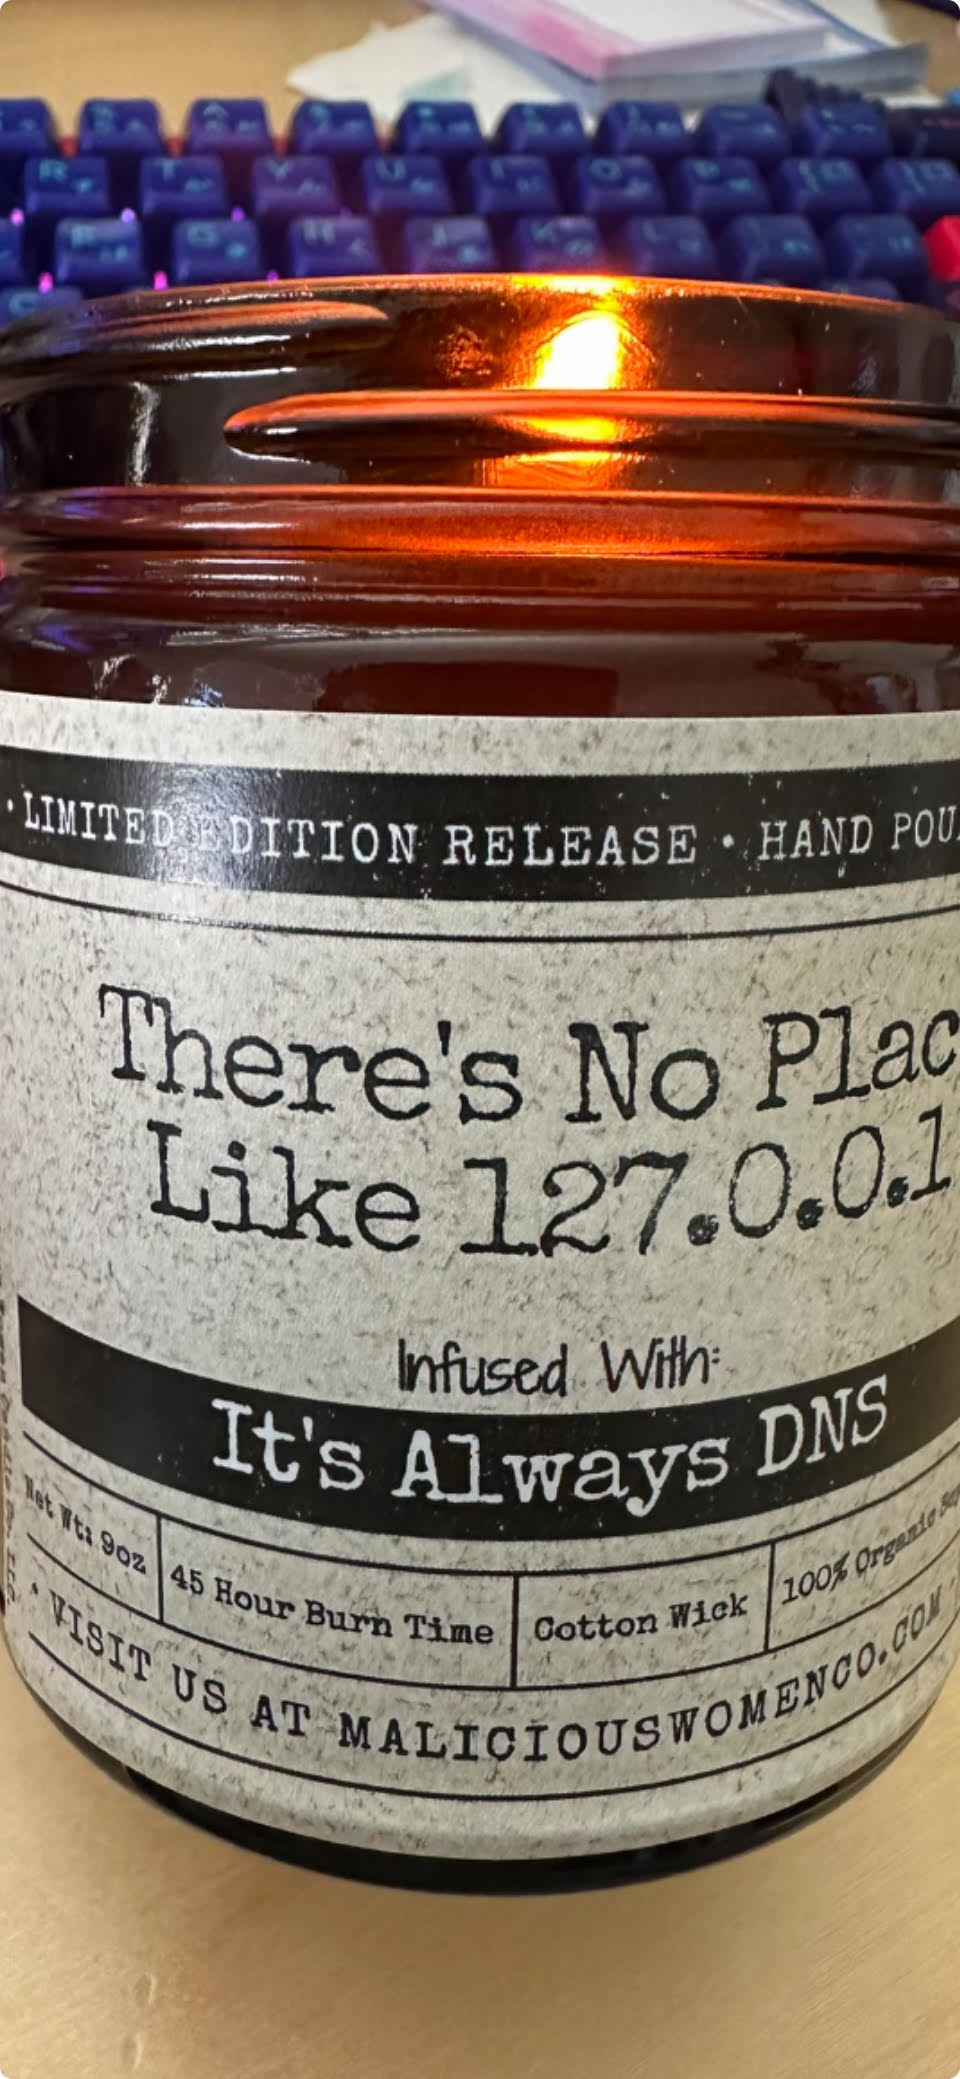 • LIMITED EDITION RELEASE • HAND POU
There's No Plac
Like 127.0.0.1
Infused With:
It's Always DNS
Net Wt: 9oz
45 Hour Burn Time
Cotton Wick
100% Organic
• VISIT US AT MALICIOUSWOMENCO.COM
R T Y U I O P
F G H J K L